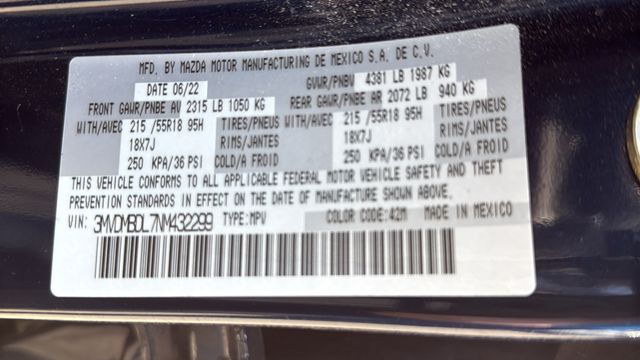 MFD. BY MAZDA MOTOR MANUFACTURING DE MEXICO S.A. DE C.V.
DATE 06/22 GVWR/PNBV 4381 LB 1987 KG
FRONT GAWR/PNBE AV 2315 LB 1050 KG REAR GAWR/PNBE AR 2072 LB 940 KG
WITH/AVEC 215 /55R18 95H TIRES/PNEUS WITH/AVEC 215 /55R18 95H TIRES/PNEUS
18X7J RIMS/JANTES 18X7J RIMS/JANTES
250 KPA/36 PSI COLD/A FROID 250 KPA/36 PSI COLD/A FROID
THIS VEHICLE CONFORMS TO ALL APPLICABLE FEDERAL MOTOR VEHICLE SAFETY AND THEFT
PREVENTION STANDARDS IN EFFECT ON THE DATE OF MANUFACTURE SHOWN ABOVE.
VIN: 3MVDMBDL7NM432299 TYPE:MPV COLOR CODE:42M MADE IN MEXICO